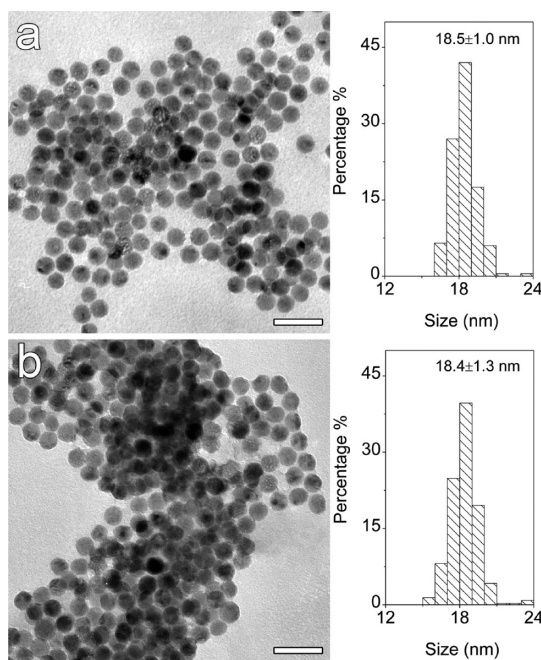 a
18.5±1.0 nm
Percentage %
45
30
15
0
12
18
24
Size (nm)
b
18.4±1.3 nm
Percentage %
45
30
15
0
12
18
24
Size (nm)